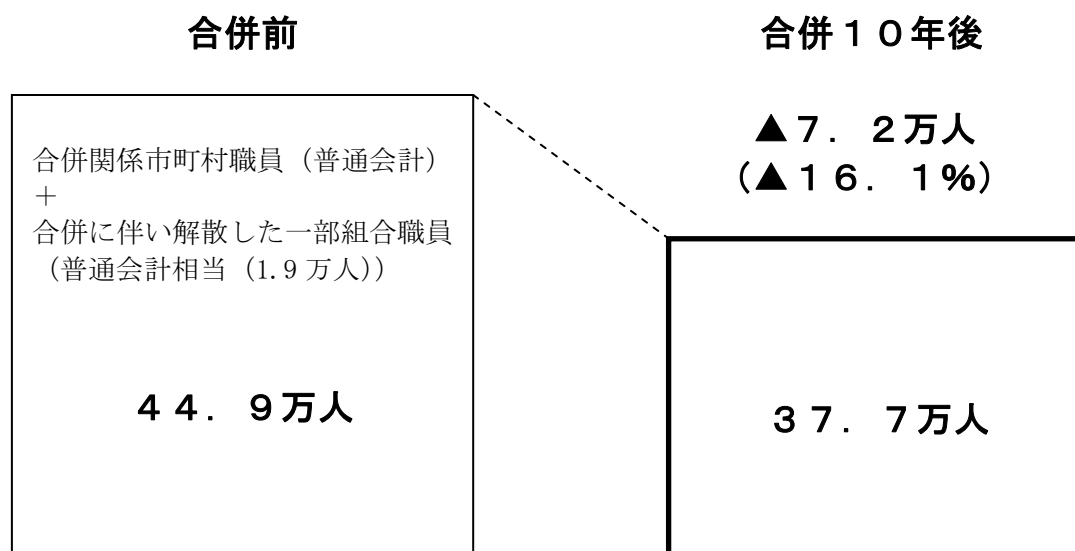 合併前
合併１０年後
合併関係市町村職員（普通会計）
＋
合併に伴い解散した一部組合職員
（普通会計相当（1.9 万人））
４４．９万人
▲７．２万人
（▲１６．１％）
３７．７万人